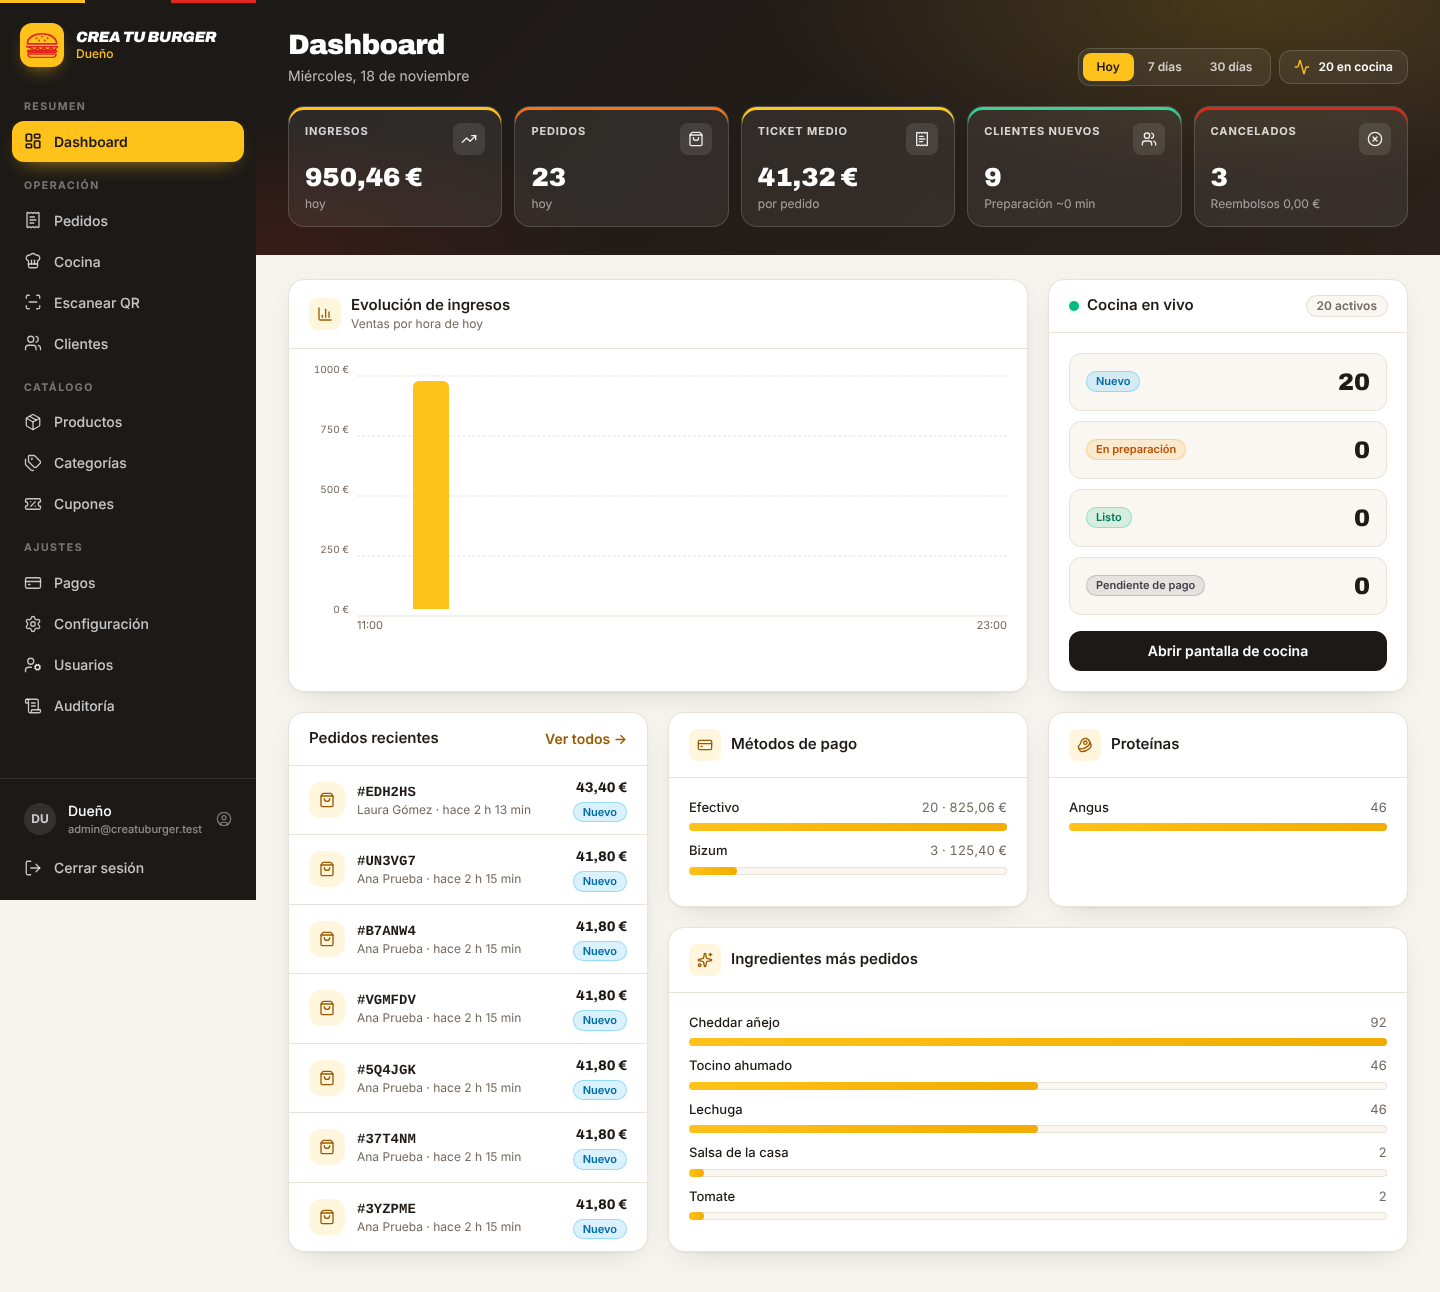 CREA TU BURGER
Dueño
RESUMEN
Dashboard
OPERACIÓN
Pedidos
Cocina
Escanear QR
Clientes
CATÁLOGO
Productos
Categorías
Cupones
AJUSTES
Pagos
Configuración
Usuarios
Auditoría
DU
Dueño
admin@creatuburger.test
Cerrar sesión
Dashboard
Miércoles, 18 de noviembre
Hoy
7 días
30 días
20 en cocina
INGRESOS
950,46 €
hoy
PEDIDOS
23
hoy
TICKET MEDIO
41,32 €
por pedido
CLIENTES NUEVOS
9
Preparación ~0 min
CANCELADOS
3
Reembolsos 0,00 €
Evolución de ingresos
Ventas por hora de hoy
1000 €
750 €
500 €
250 €
0 €
11:00
23:00
Cocina en vivo
20 activos
Nuevo
20
En preparación
0
Listo
0
Pendiente de pago
0
Abrir pantalla de cocina
Pedidos recientes
Ver todos →
#EDH2HS
43,40 €
Laura Gómez · hace 2 h 13 min
Nuevo
#UN3VG7
41,80 €
Ana Prueba · hace 2 h 15 min
Nuevo
#B7ANW4
41,80 €
Ana Prueba · hace 2 h 15 min
Nuevo
#VGMFDV
41,80 €
Ana Prueba · hace 2 h 15 min
Nuevo
#5Q4JGK
41,80 €
Ana Prueba · hace 2 h 15 min
Nuevo
#37T4NM
41,80 €
Ana Prueba · hace 2 h 15 min
Nuevo
#3YZPME
41,80 €
Ana Prueba · hace 2 h 15 min
Nuevo
Métodos de pago
Efectivo
20 · 825,06 €
Bizum
3 · 125,40 €
Proteínas
Angus
46
Ingredientes más pedidos
Cheddar añejo
92
Tocino ahumado
46
Lechuga
46
Salsa de la casa
2
Tomate
2